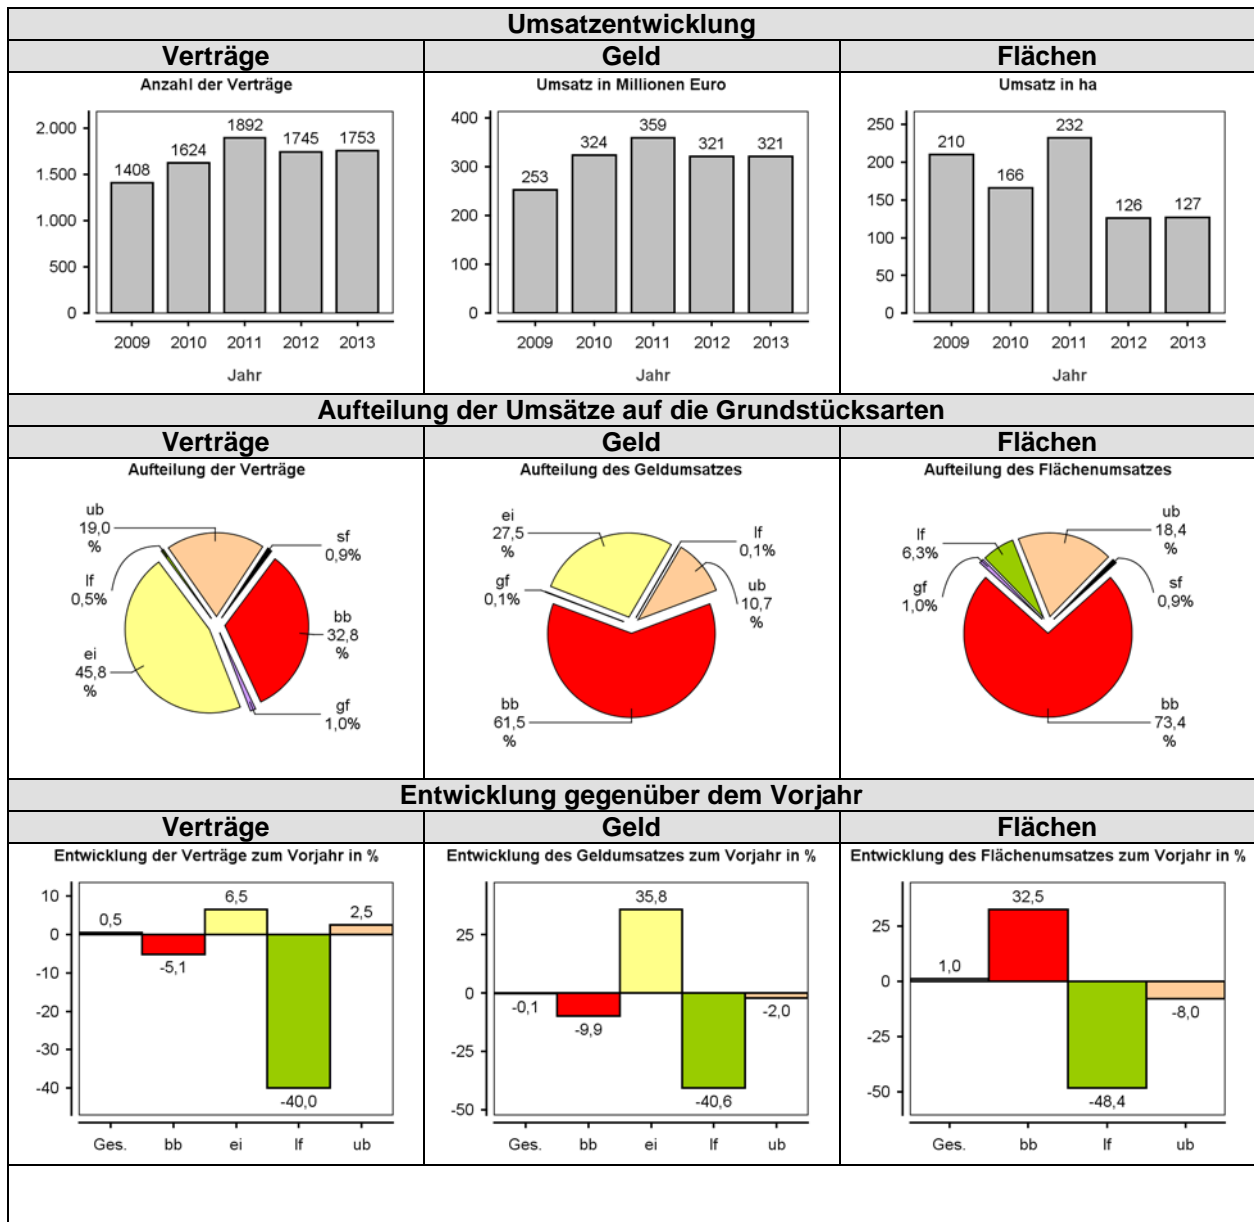 Umsatzentwicklung
Verträge
Geld
Flächen
Anzahl der Verträge
2.000
1.500
1.000
500
0
1408
1624
1892
1745
1753
2009 2010 2011 2012 2013
Jahr
Umsatz in Millionen Euro
400
300
200
100
0
253
324
359
321
321
2009 2010 2011 2012 2013
Jahr
Umsatz in ha
250
200
150
100
50
0
210
166
232
126
127
2009 2010 2011 2012 2013
Jahr
Aufteilung der Umsätze auf die Grundstücksarten
Verträge
Geld
Flächen
Aufteilung der Verträge
ub
19,0
%
sf
0,9%
lf
0,5%
bb
32,8
%
ei
45,8
%
gf
1,0%
Aufteilung des Geldumsatzes
ei
27,5
%
lf
0,1%
gf
0,1%
ub
10,7
%
bb
61,5
%
Aufteilung des Flächenumsatzes
ub
18,4
%
lf
6,3%
gf
1,0%
sf
0,9%
bb
73,4
%
Entwicklung gegenüber dem Vorjahr
Verträge
Geld
Flächen
Entwicklung der Verträge zum Vorjahr in %
10
0
-10
-20
-30
-40
0,5
-5,1
6,5
-40,0
2,5
Ges. bb ei lf ub
Entwicklung des Geldumsatzes zum Vorjahr in %
25
0
-25
-50
-0,1
-9,9
35,8
-40,6
-2,0
Ges. bb ei lf ub
Entwicklung des Flächenumsatzes zum Vorjahr in %
25
0
-25
-50
1,0
32,5
-48,4
-8,0
Ges. bb lf ub